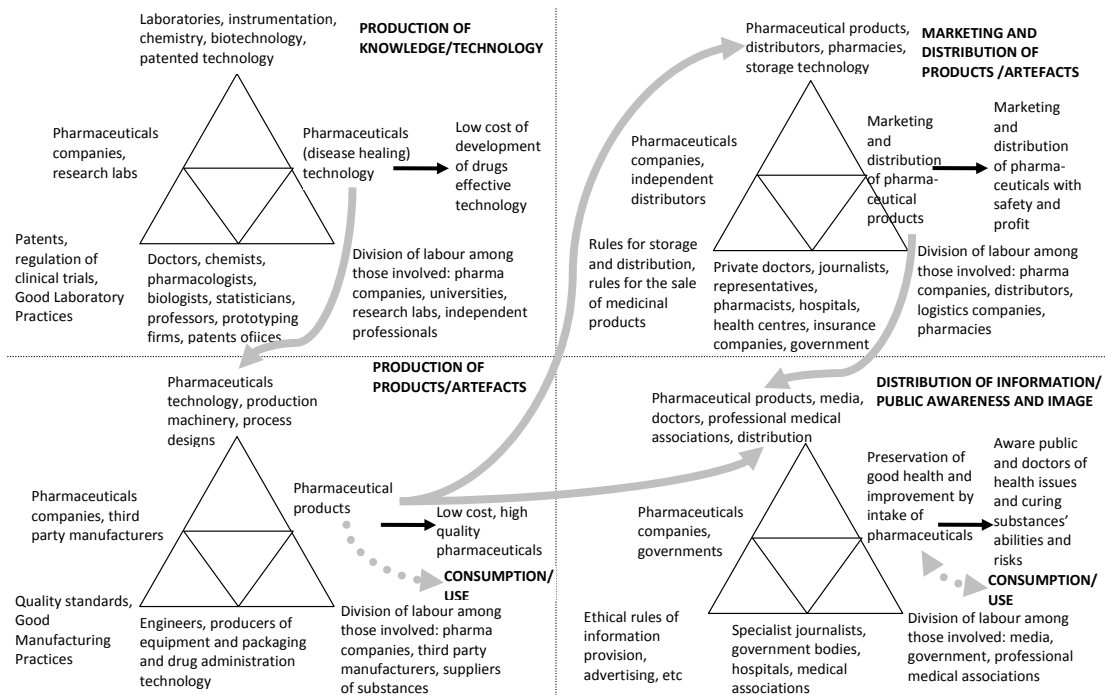 Laboratories, instrumentation,
chemistry, biotechnology,
patented technology
PRODUCTION OF
KNOWLEDGE/TECHNOLOGY
Pharmaceuticals
companies,
research labs
Pharmaceuticals
(disease healing)
technology
Low cost of
development
of drugs
effective
technology
Patents,
regulation of
clinical trials,
Good Laboratory
Practices
Doctors, chemists,
pharmacologists,
biologists, statisticians,
professors, prototyping
firms, patents ofiices
Division of labour among
those involved: pharma
companies, universities,
research labs, independent
professionals
Pharmaceutical products,
distributors, pharmacies,
storage technology
MARKETING AND
DISTRIBUTION OF
PRODUCTS /ARTEFACTS
Pharmaceuticals
companies,
independent
distributors
Marketing
and
distribution
of pharma-
ceutical
products
Marketing
and
distribution
of pharma-
ceuticals with
safety and
profit
Rules for storage
and distribution,
rules for the sale
of medicinal
products
Private doctors, journalists,
representatives,
pharmacists, hospitals,
health centres, insurance
companies, government
Division of labour among
those involved: pharma
companies, distributors,
logistics companies,
pharmacies
PRODUCTION OF
PRODUCTS/ARTEFACTS
Pharmaceuticals
technology, production
machinery, process
designs
Pharmaceuticals
companies, third
party manufacturers
Pharmaceutical
products
Low cost, high
quality
pharmaceuticals
CONSUMPTION/
USE
Quality standards,
Good
Manufacturing
Practices
Engineers, producers of
equipment and packaging
and drug administration
technology
Division of labour among
those involved: pharma
companies, third party
manufacturers, suppliers
of substances
DISTRIBUTION OF INFORMATION/
PUBLIC AWARENESS AND IMAGE
Pharmaceutical products, media,
doctors, professional medical
associations, distribution
Pharmaceuticals
companies,
governments
Preservation of
good health and
improvement by
intake of
pharmaceuticals
Aware public
and doctors of
health issues
and curing
substances'
abilities and
risks
CONSUMPTION/
USE
Ethical rules of
information
provision,
advertising, etc
Specialist journalists,
government bodies,
hospitals, medical
associations
Division of labour among
those involved: media,
government, professional
medical associations